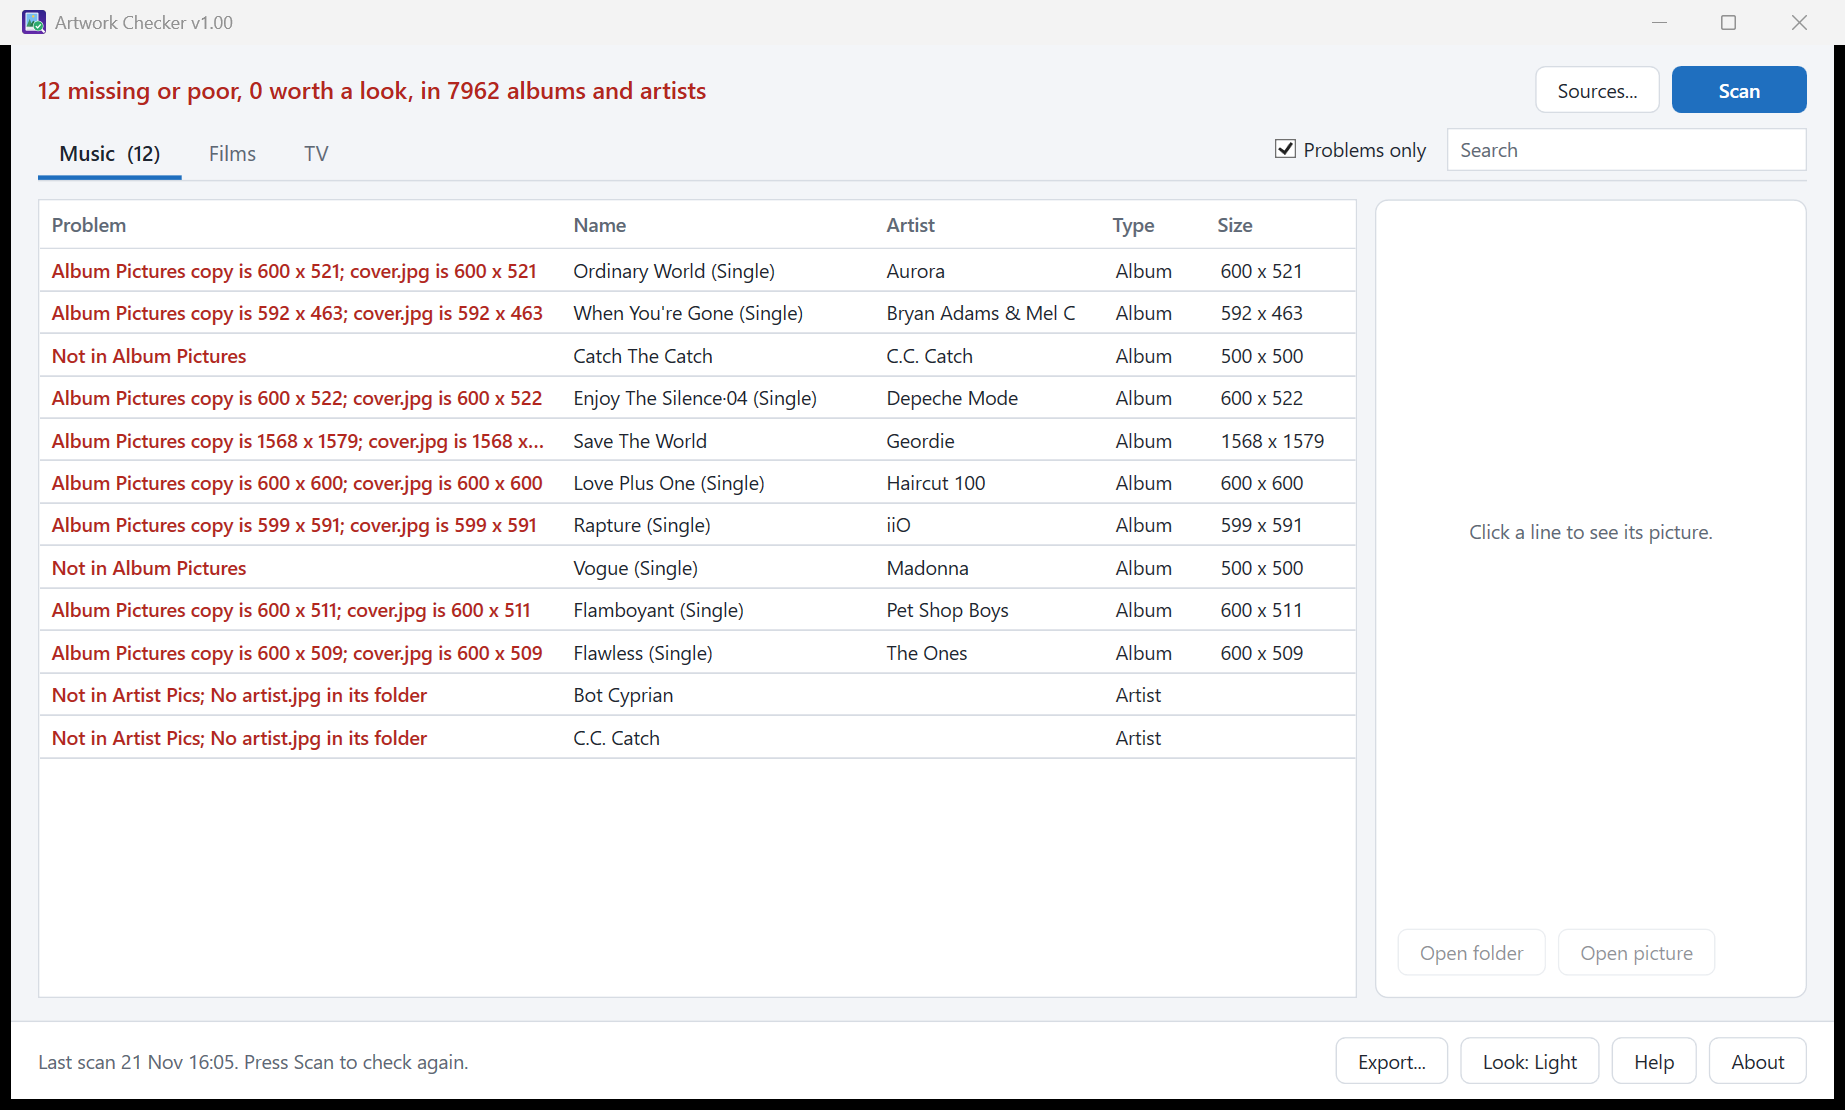 Artwork Checker v1.00
12 missing or poor, 0 worth a look, in 7962 albums and artists
Sources...
Scan
Music (12)
Films
TV
Problems only
Search
Problem Name Artist Type Size
Album Pictures copy is 600 x 521; cover.jpg is 600 x 521 Ordinary World (Single) Aurora Album 600 x 521
Album Pictures copy is 592 x 463; cover.jpg is 592 x 463 When You're Gone (Single) Bryan Adams & Mel C Album 592 x 463
Not in Album Pictures Catch The Catch C.C. Catch Album 500 x 500
Album Pictures copy is 600 x 522; cover.jpg is 600 x 522 Enjoy The Silence·04 (Single) Depeche Mode Album 600 x 522
Album Pictures copy is 1568 x 1579; cover.jpg is 1568 x... Save The World Geordie Album 1568 x 1579
Album Pictures copy is 600 x 600; cover.jpg is 600 x 600 Love Plus One (Single) Haircut 100 Album 600 x 600
Album Pictures copy is 599 x 591; cover.jpg is 599 x 591 Rapture (Single) iiO Album 599 x 591
Not in Album Pictures Vogue (Single) Madonna Album 500 x 500
Album Pictures copy is 600 x 511; cover.jpg is 600 x 511 Flamboyant (Single) Pet Shop Boys Album 600 x 511
Album Pictures copy is 600 x 509; cover.jpg is 600 x 509 Flawless (Single) The Ones Album 600 x 509
Not in Artist Pics; No artist.jpg in its folder Bot Cyprian Artist
Not in Artist Pics; No artist.jpg in its folder C.C. Catch Artist
Click a line to see its picture.
Open folder
Open picture
Last scan 21 Nov 16:05. Press Scan to check again.
Export...
Look: Light
Help
About